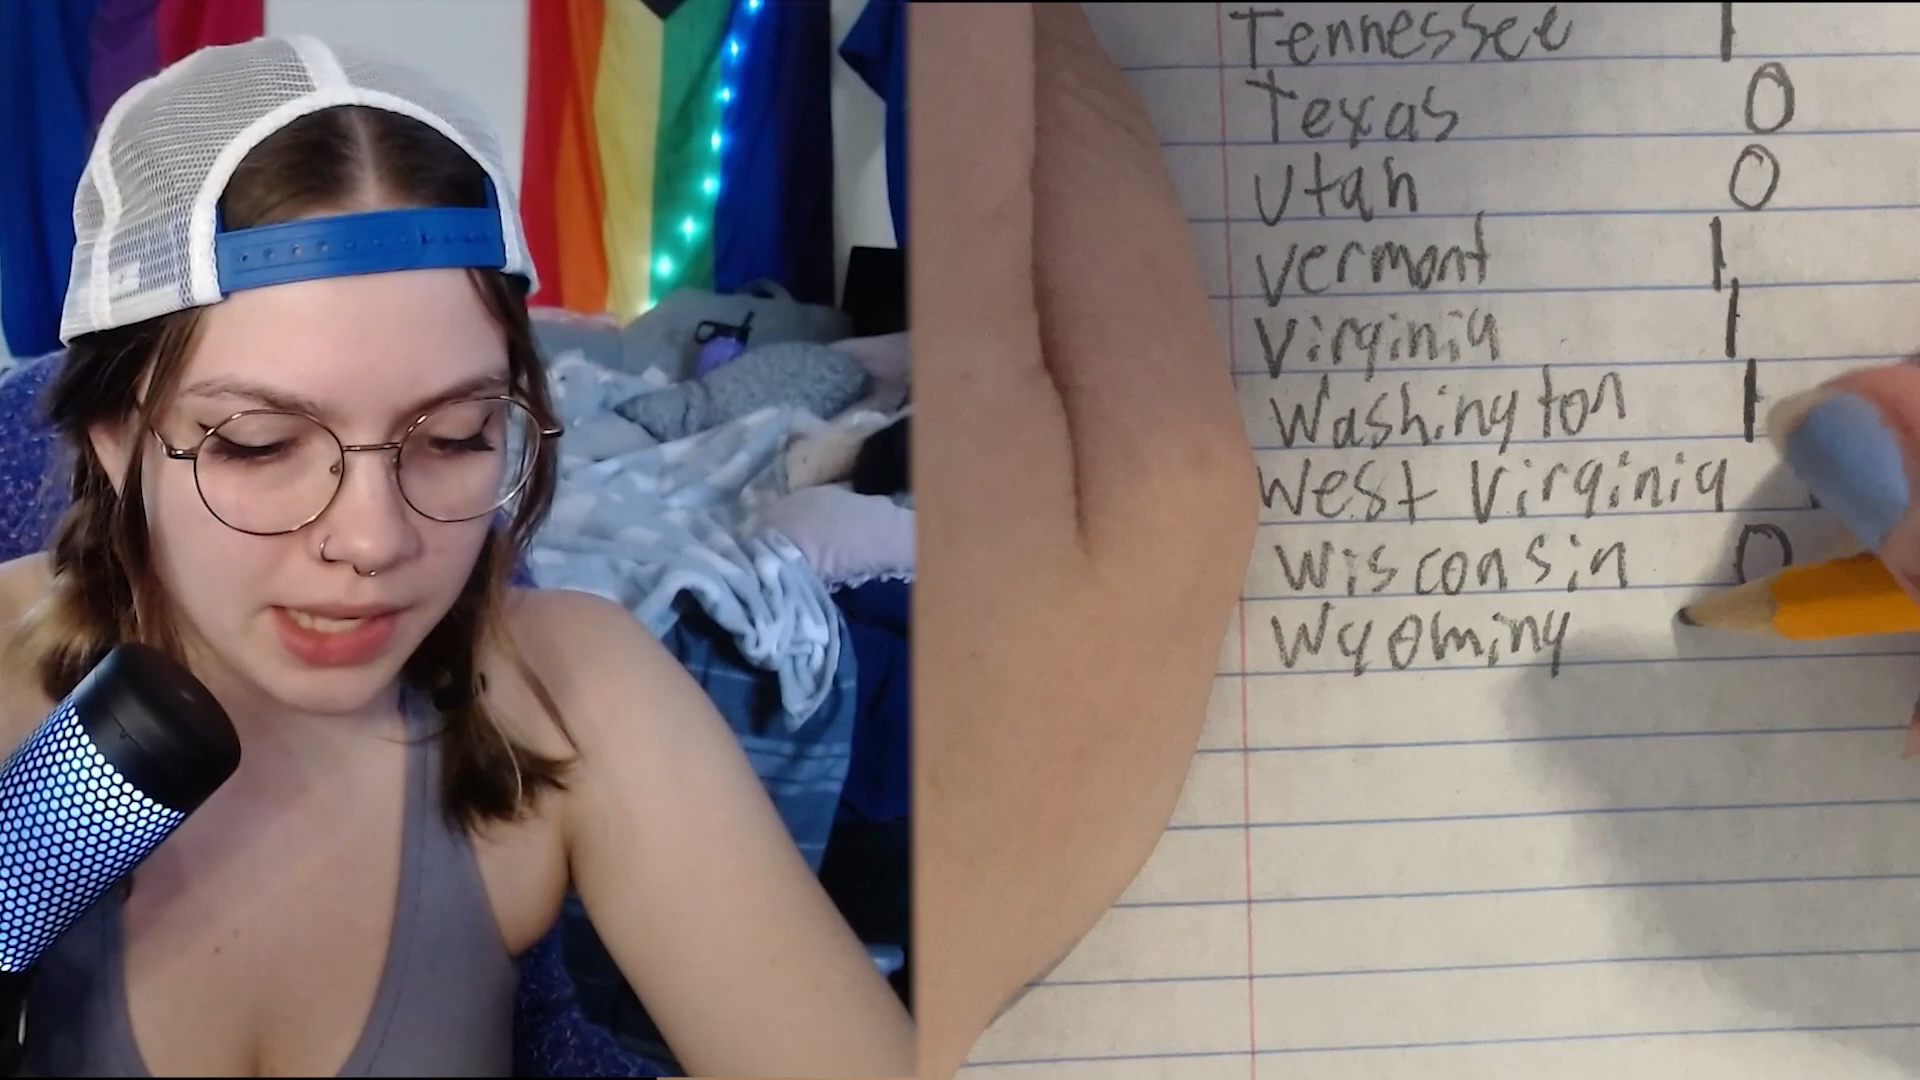 Tennessee 1
Texas 0
Utah 0
Vermont 1
Virginia 1
Washington 1
West Virginia
Wisconsin 0
Wyoming